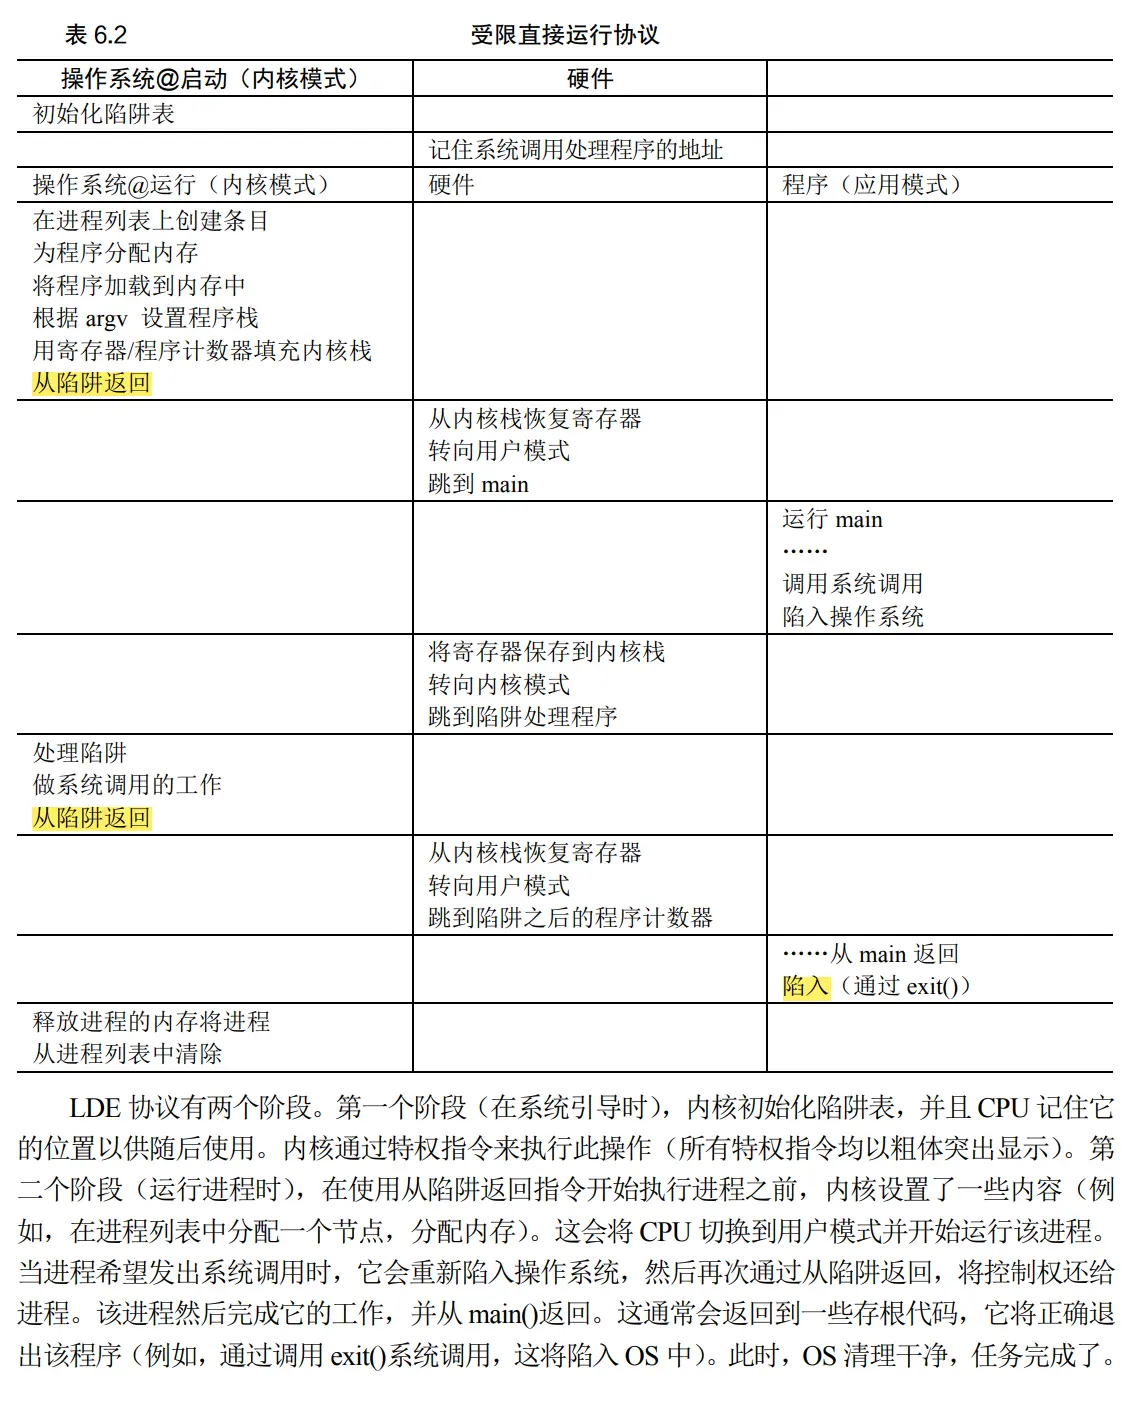 表 6.2 受限直接运行协议
操作系统@启动（内核模式） 硬件
初始化陷阱表
记住系统调用处理程序的地址
操作系统@运行（内核模式） 硬件 程序（应用模式）
在进程列表上创建条目
为程序分配内存
将程序加载到内存中
根据 argv 设置程序栈
用寄存器/程序计数器填充内核栈
从陷阱返回
从内核栈恢复寄存器
转向用户模式
跳到 main
运行 main
……
调用系统调用
陷入操作系统
将寄存器保存到内核栈
转向内核模式
跳到陷阱处理程序
处理陷阱
做系统调用的工作
从陷阱返回
从内核栈恢复寄存器
转向用户模式
跳到陷阱之后的程序计数器
……从 main 返回
陷入（通过 exit()）
释放进程的内存将进程
从进程列表中清除
LDE 协议有两个阶段。第一个阶段（在系统引导时），内核初始化陷阱表，并且 CPU 记住它
的位置以供随后使用。内核通过特权指令来执行此操作（所有特权指令均以粗体突出显示）。第
二个阶段（运行进程时），在使用从陷阱返回指令开始执行进程之前，内核设置了一些内容（例
如，在进程列表中分配一个节点，分配内存）。这会将 CPU 切换到用户模式并开始运行该进程。
当进程希望发出系统调用时，它会重新陷入操作系统，然后再次通过从陷阱返回，将控制权还给
进程。该进程然后完成它的工作，并从 main()返回。这通常会返回到一些存根代码，它将正确退
出该程序（例如，通过调用 exit()系统调用，这将陷入 OS 中）。此时，OS 清理干净，任务完成了。